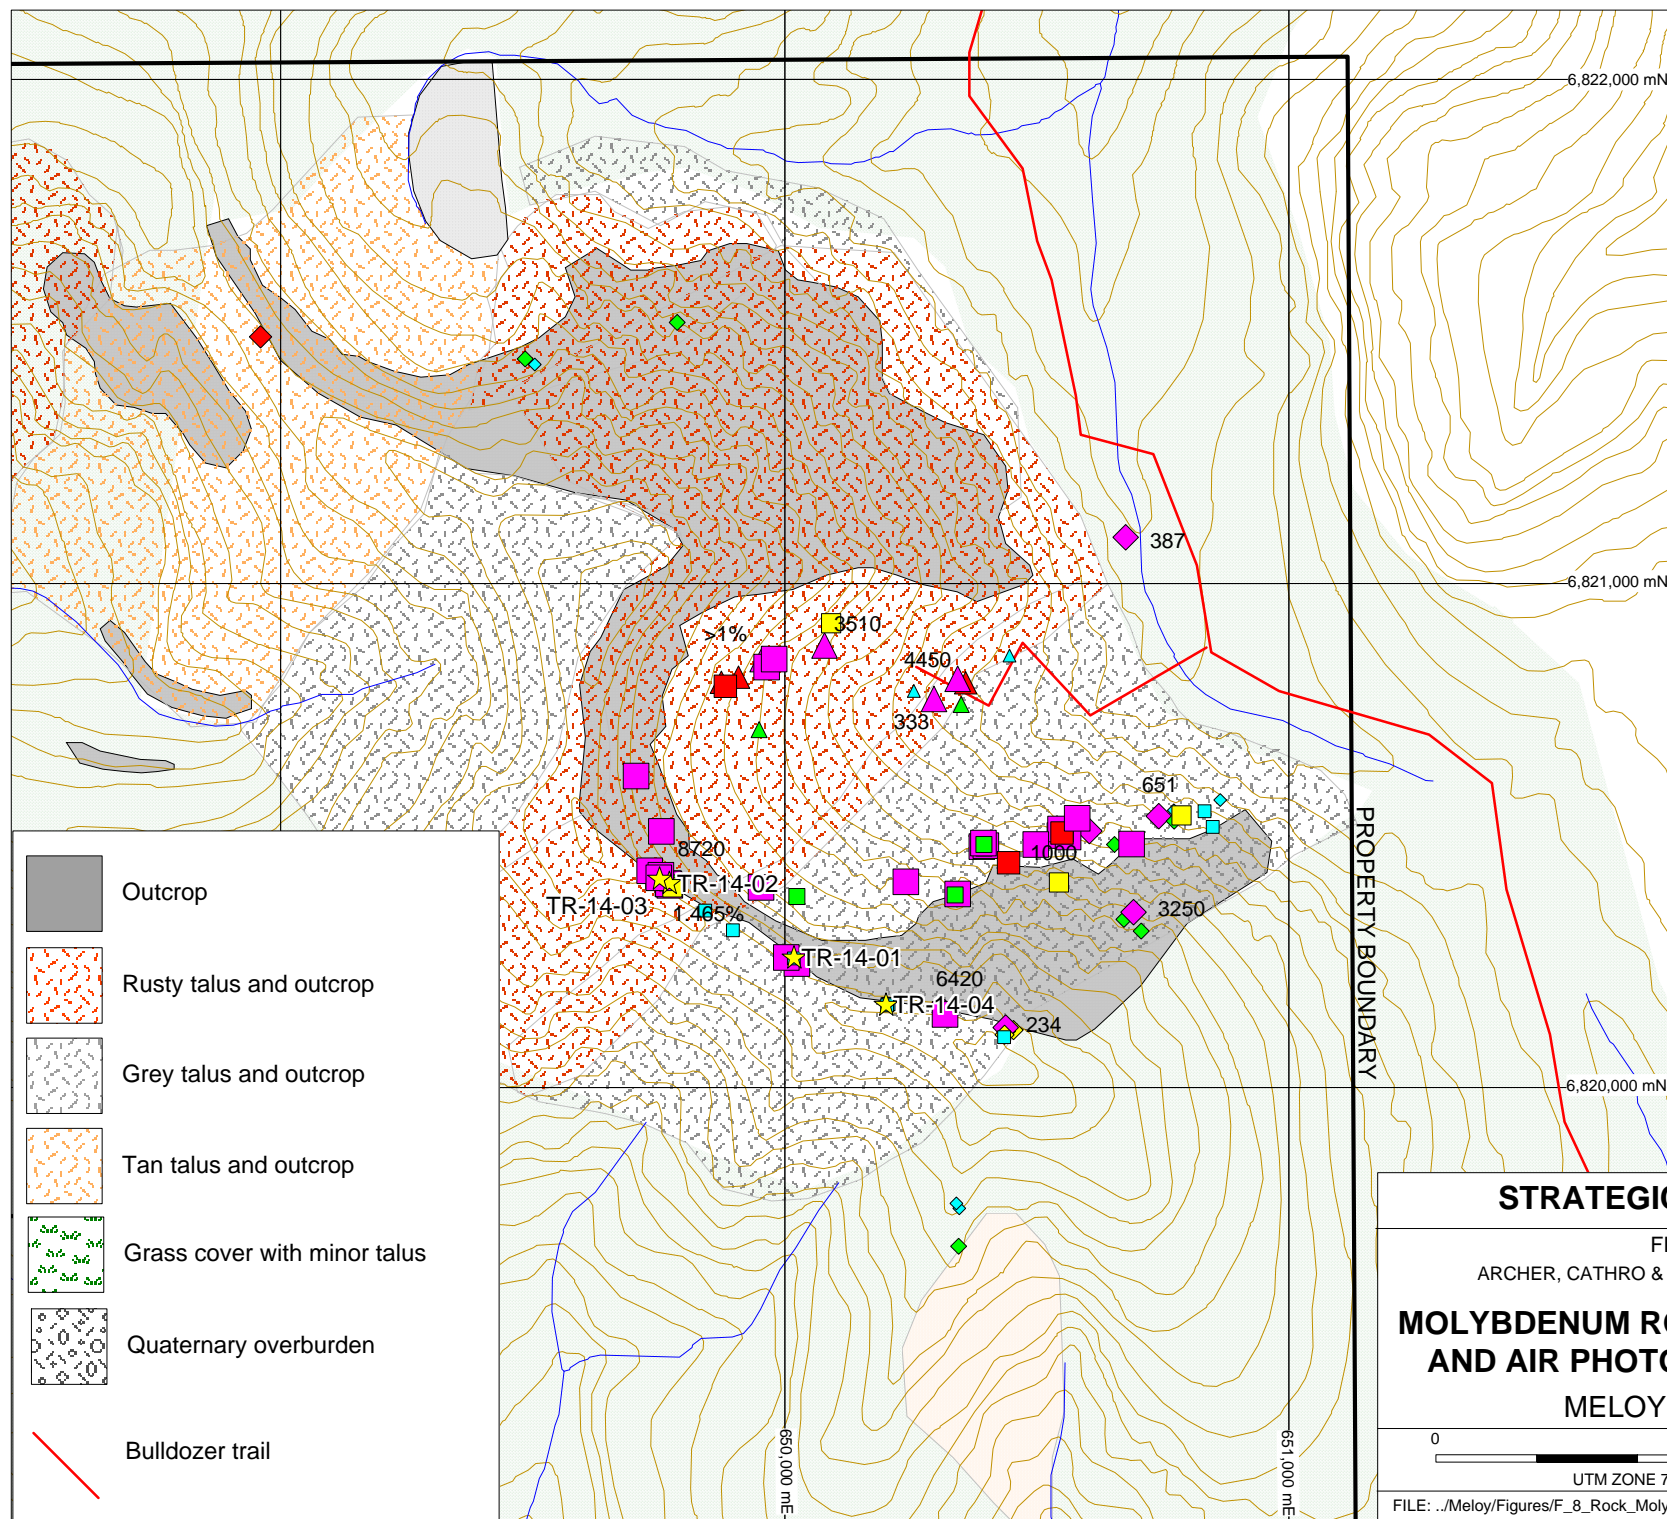 6,822,000 mN
387
6,821,000 mN
3510
>1%
4450
333
651
PROPERTY BOUNDARY
8720
1000
TR-14-02
TR-14-03
1.465%
3250
TR-14-01
6420
TR-14-04
234
6,820,000 mN
Outcrop
Rusty talus and outcrop
Grey talus and outcrop
Tan talus and outcrop
Grass cover with minor talus
Quaternary overburden
Bulldozer trail
650,000 mE
651,000 mE
STRATEGIC
FI
ARCHER, CATHRO &
MOLYBDENUM RO
AND AIR PHOTO
MELOY
0
UTM ZONE 7
FILE: ../Meloy/Figures/F_8_Rock_Moly